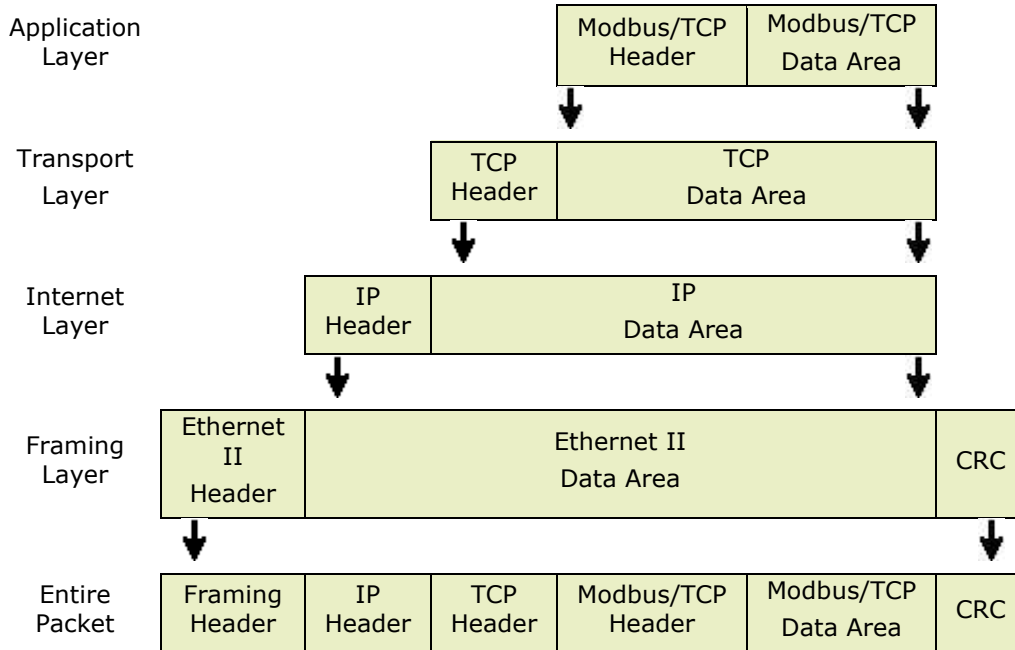 Application
Layer
Modbus/TCP
Header
Modbus/TCP
Data Area
Transport
Layer
TCP
Header
TCP
Data Area
Internet
Layer
IP
Header
IP
Data Area
Framing
Layer
Ethernet
II
Header
Ethernet II
Data Area
CRC
Entire
Packet
Framing
Header
IP
Header
TCP
Header
Modbus/TCP
Header
Modbus/TCP
Data Area
CRC